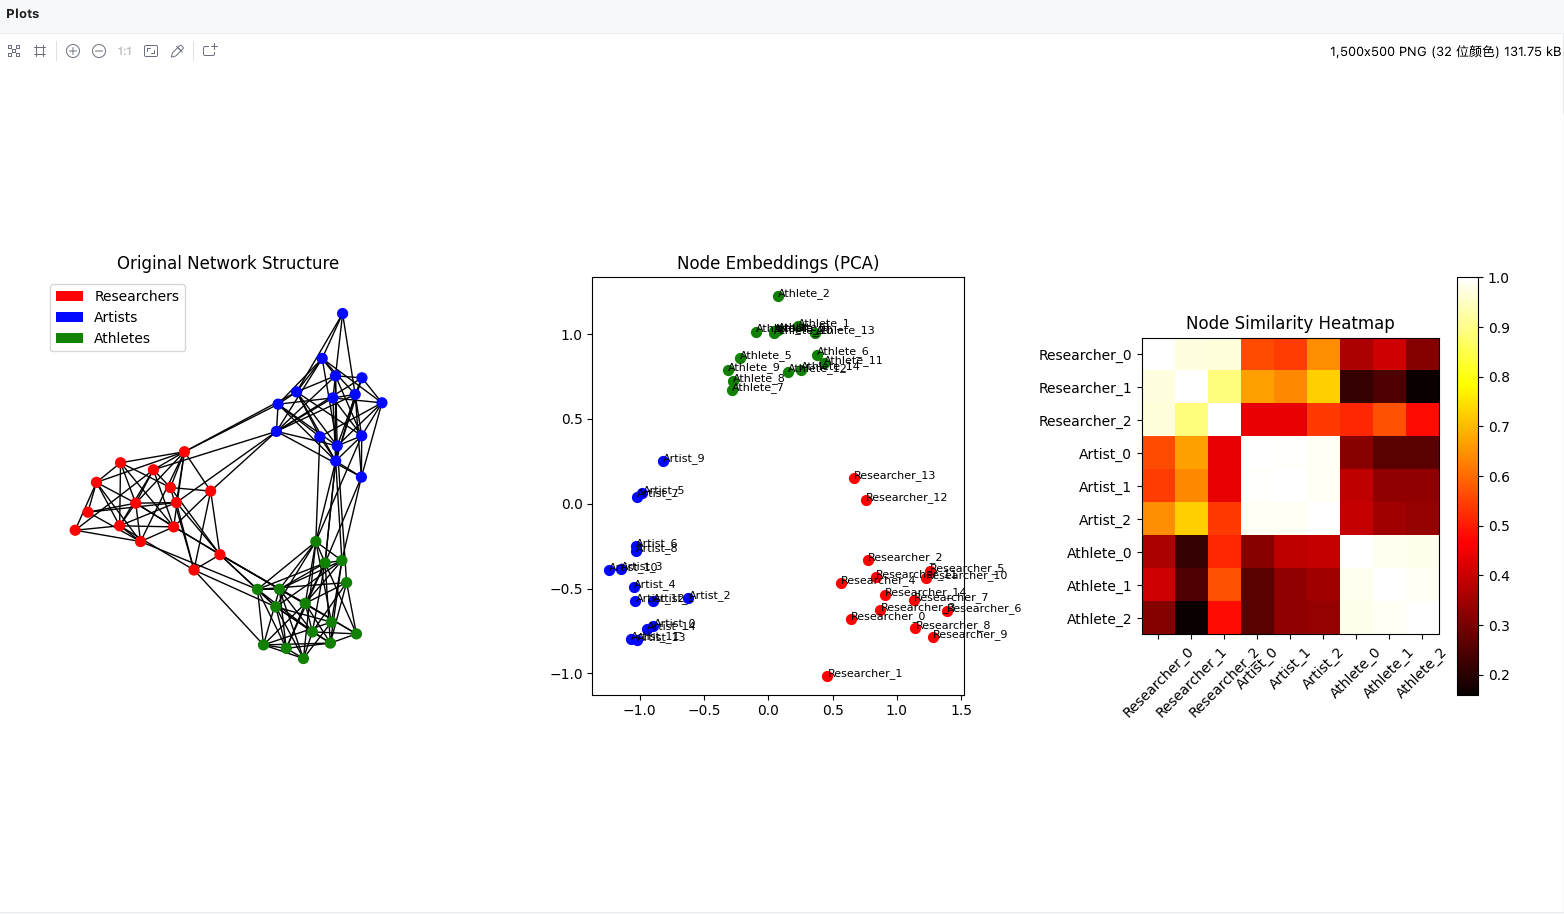 Plots
1:1
1,500x500 PNG (32 位颜色) 131.75 kB
Original Network Structure
Researchers
Artists
Athletes
Node Embeddings (PCA)
Athlete_2
Athlete_1
Athlete_13
Athlete_6
Athlete_5
Athlete_11
Athlete_14
Athlete_12
Athlete_9
Athlete_8
Athlete_7
Artist_9
Artist_5
Researcher_13
Researcher_12
Artist_6
Artist_8
Artist_3
Researcher_2
Researcher_5
Researcher_10
Researcher_4
Artist_4
Artist_2
Researcher_14
Researcher_7
Researcher_6
Researcher_0
Artist_0
Artist_14
Researcher_8
Artist_13
Researcher_9
Researcher_1
1.0
0.5
0.0
−0.5
−1.0
−1.0
−0.5
0.0
0.5
1.0
1.5
Node Similarity Heatmap
Researcher_0
Researcher_1
Researcher_2
Artist_0
Artist_1
Artist_2
Athlete_0
Athlete_1
Athlete_2
Researcher_0
Researcher_1
Researcher_2
Artist_0
Artist_1
Artist_2
Athlete_0
Athlete_1
Athlete_2
1.0
0.9
0.8
0.7
0.6
0.5
0.4
0.3
0.2